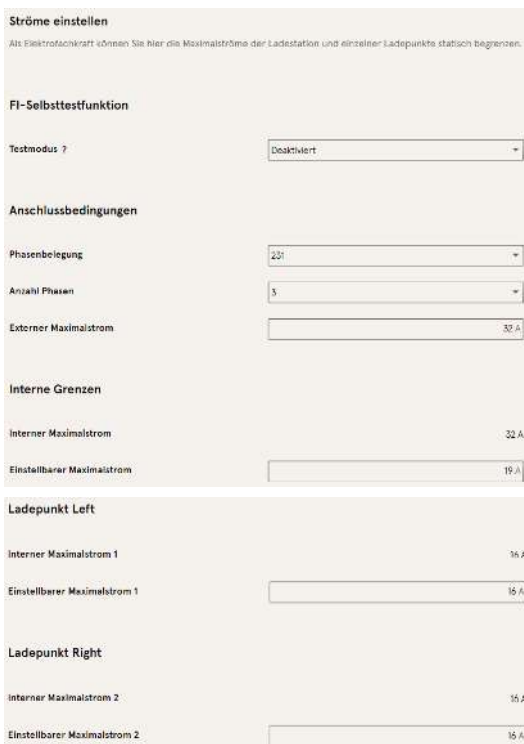 Ströme einstellen
Als Elektrofachkraft können Sie hier die Maximalströme der Ladestation und einzelner Ladepunkte statisch begrenzen.
FI-Selbsttestfunktion
Testmodus ? Deaktiviert
Anschlussbedingungen
Phasenbelegung 231
Anzahl Phasen 3
Externer Maximalstrom 32 A
Interne Grenzen
Interner Maximalstrom 32 A
Einstellbarer Maximalstrom 19 A
Ladepunkt Left
Interner Maximalstrom 1 16 A
Einstellbarer Maximalstrom 1 16 A
Ladepunkt Right
Interner Maximalstrom 2 16 A
Einstellbarer Maximalstrom 2 16 A